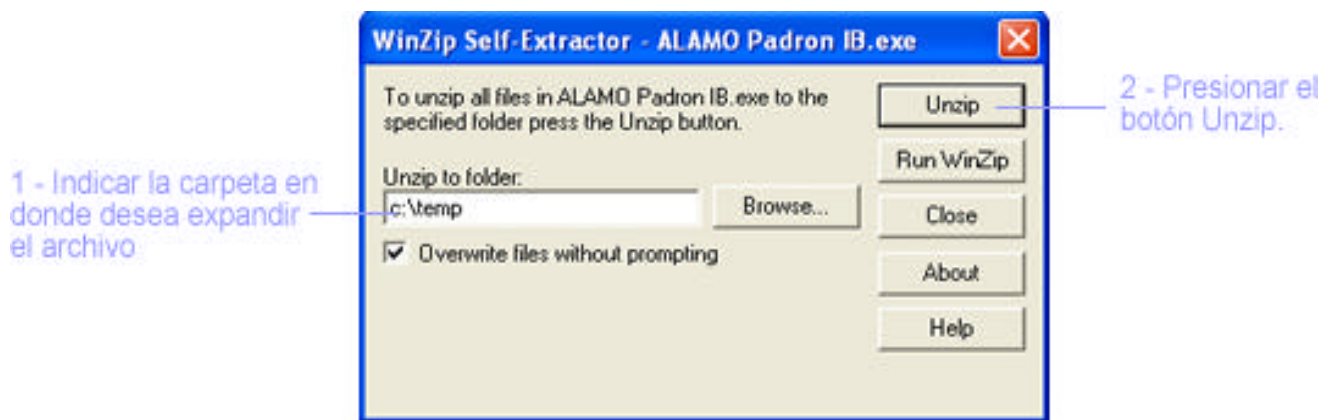 WinZip Self-Extractor - ALAMO Padron IB.exe
To unzip all files in ALAMO Padron IB.exe to the
specified folder press the Unzip button.
Unzip to folder:
c:\temp
Browse...
Overwrite files without prompting
Unzip
Run WinZip
Close
About
Help
1 - Indicar la carpeta en
donde desea expandir
el archivo
2 - Presionar el
botón Unzip.